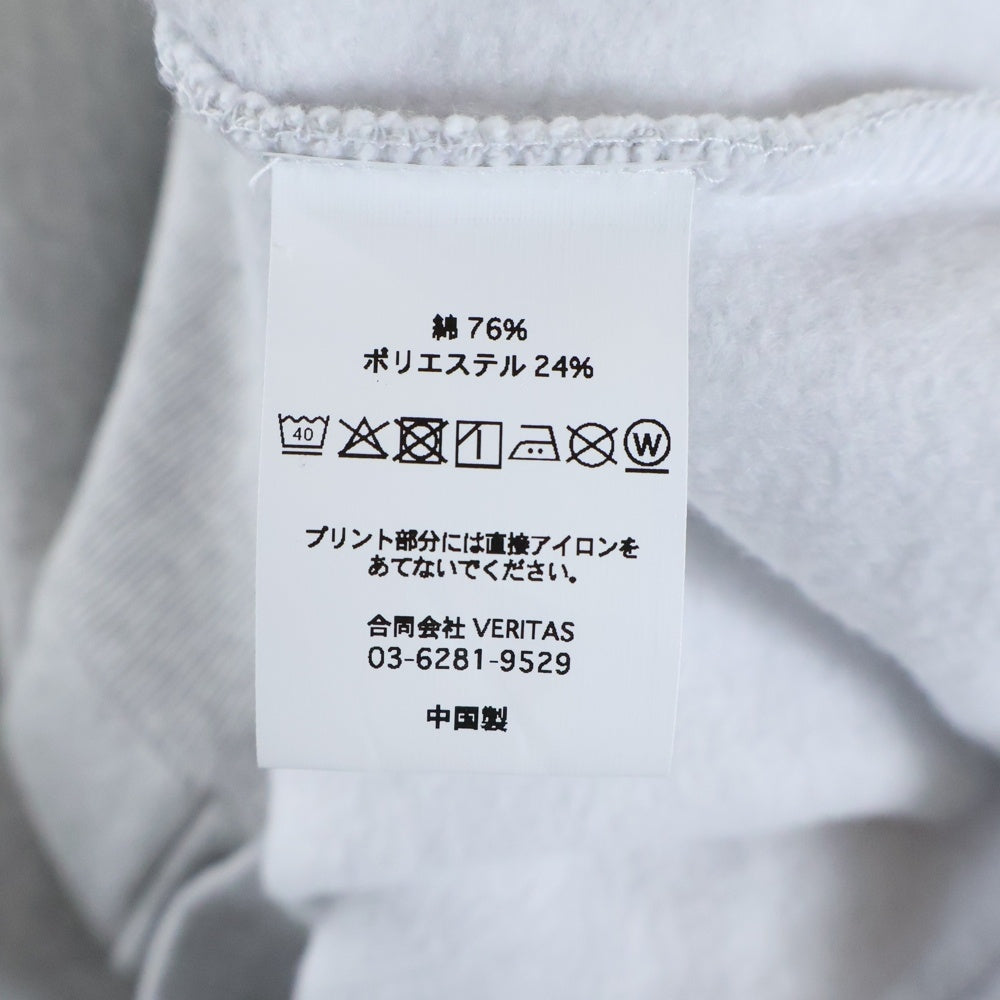 綿 76%
ポリエステル 24%
40
W
プリント部分には直接アイロンを
あてないでください。
合同会社 VERITAS
03-6281-9529
中国製